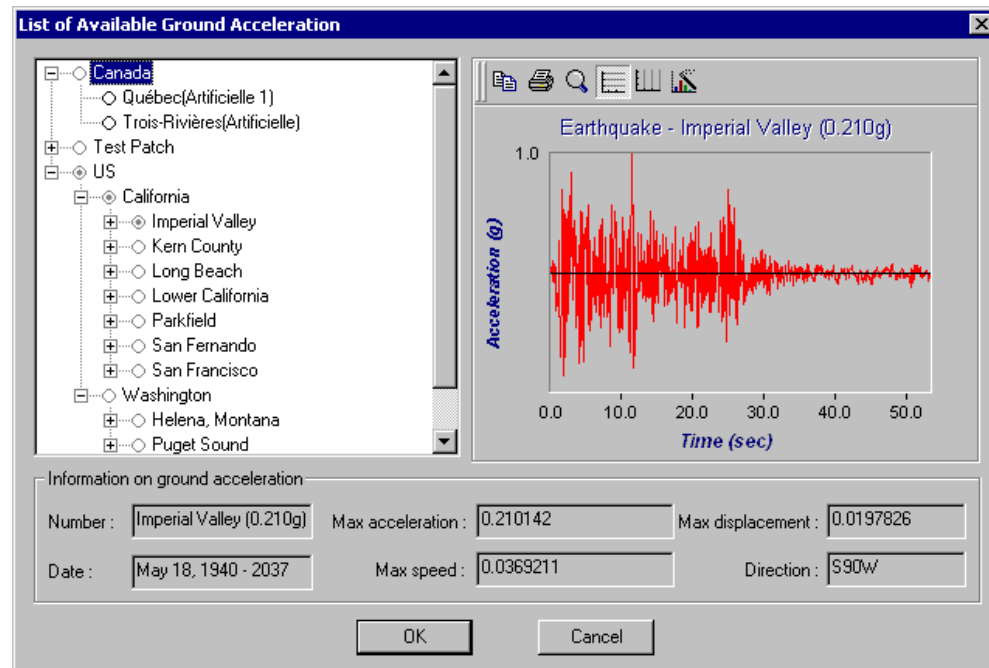 List of Available Ground Acceleration
Canada
Québec(Artificielle 1)
Trois-Rivières(Artificielle)
Test Patch
US
California
Imperial Valley
Kern County
Long Beach
Lower California
Parkfield
San Fernando
San Francisco
Washington
Helena, Montana
Puget Sound
Earthquake - Imperial Valley (0.210g)
1.0
Acceleration (g)
0.0 10.0 20.0 30.0 40.0 50.0
Time (sec)
Information on ground acceleration
Number : Imperial Valley (0.210g) Max acceleration : 0.210142 Max displacement : 0.0197826
Date : May 18, 1940 - 2037 Max speed : 0.0369211 Direction : S90W
OK Cancel